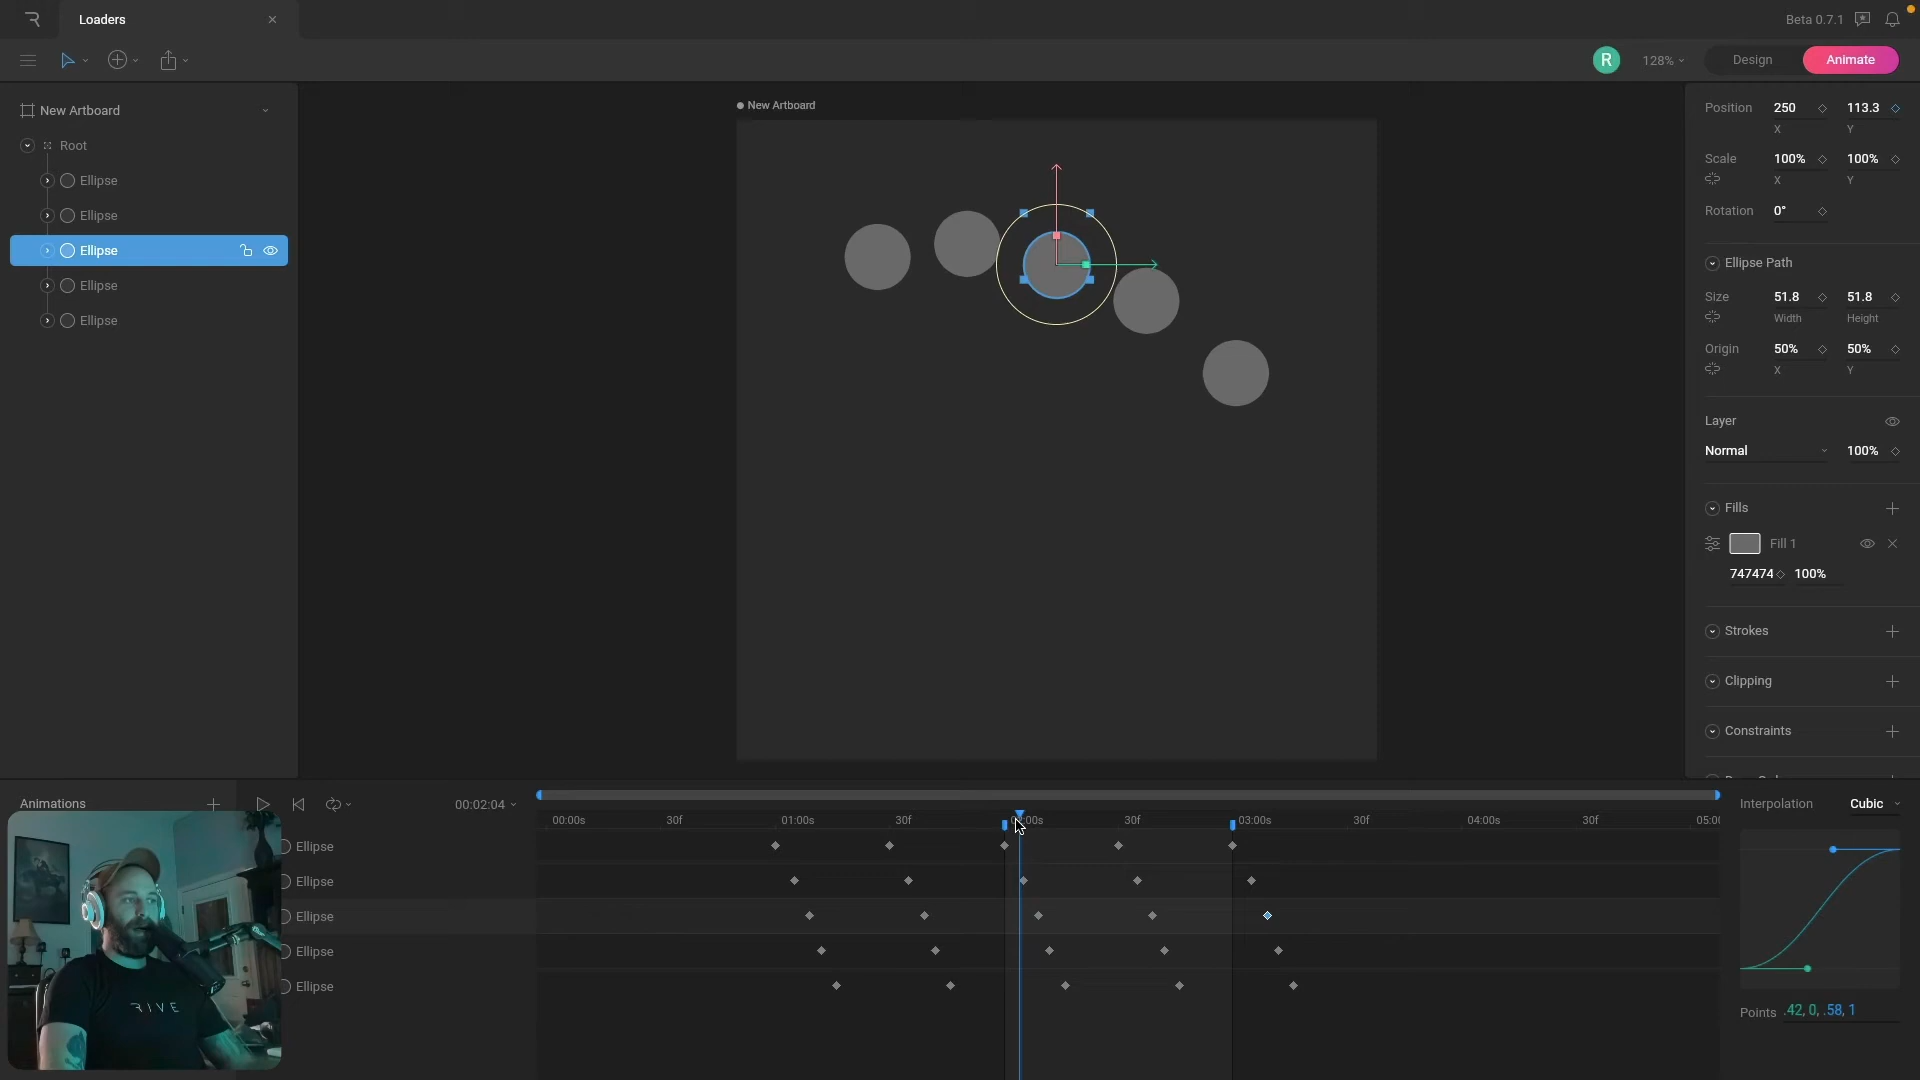 Loaders
Beta 0.7.1
R
128%
Design
Animate
New Artboard
Root
Ellipse
Ellipse
Ellipse
Ellipse
Ellipse
New Artboard
Position 250 113.3
X Y
Scale 100% 100%
X Y
Rotation 0°
Ellipse Path
Size 51.8 51.8
Width Height
Origin 50% 50%
X Y
Layer
Normal 100%
Fills
Fill 1
747474 100%
Strokes
Clipping
Constraints
Animations
00:02:04
00:00s 30f 01:00s 30f 30f 03:00s 30f 04:00s 30f
Ellipse
Ellipse
Ellipse
Ellipse
Ellipse
Interpolation Cubic
Points .42, 0, .58, 1
RIVE